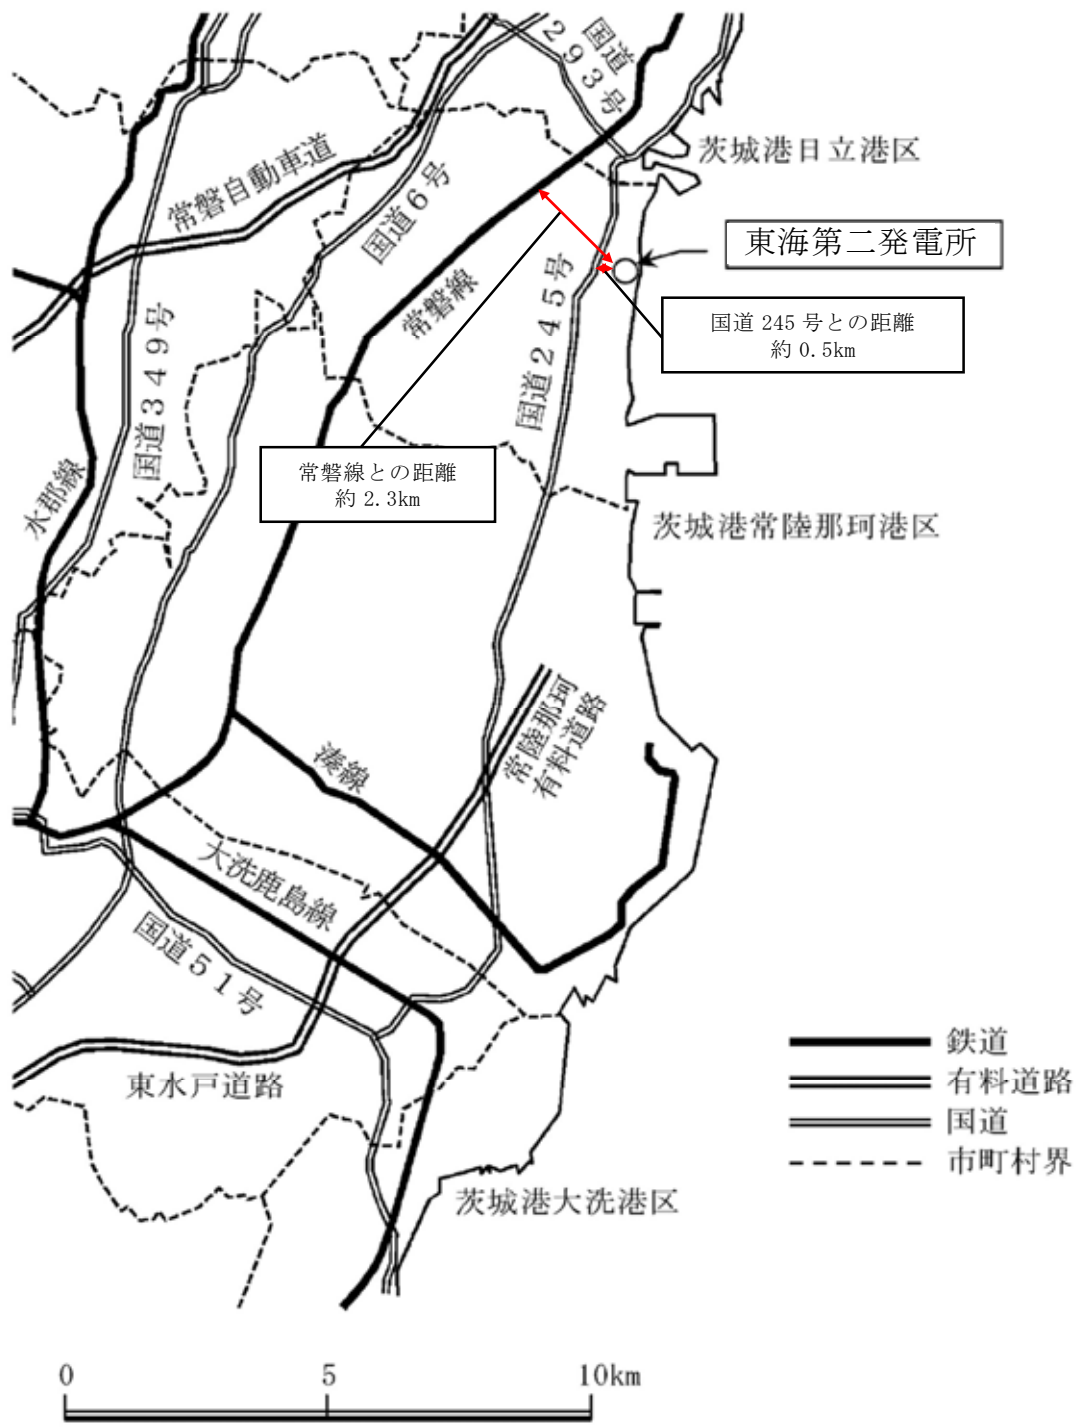 国道
２９３号
茨城港日立港区
常磐自動車道
国道６号
東海第二発電所
常磐線
国道２４５号
国道 245 号との距離
約 0.5km
国道３４９号
常磐線との距離
約 2.3km
水郡線
茨城港常陸那珂港区
常陸那珂
有料道路
湊線
大洗鹿島線
国道５１号
東水戸道路
鉄道
有料道路
国道
市町村界
茨城港大洗港区
0 5 10km